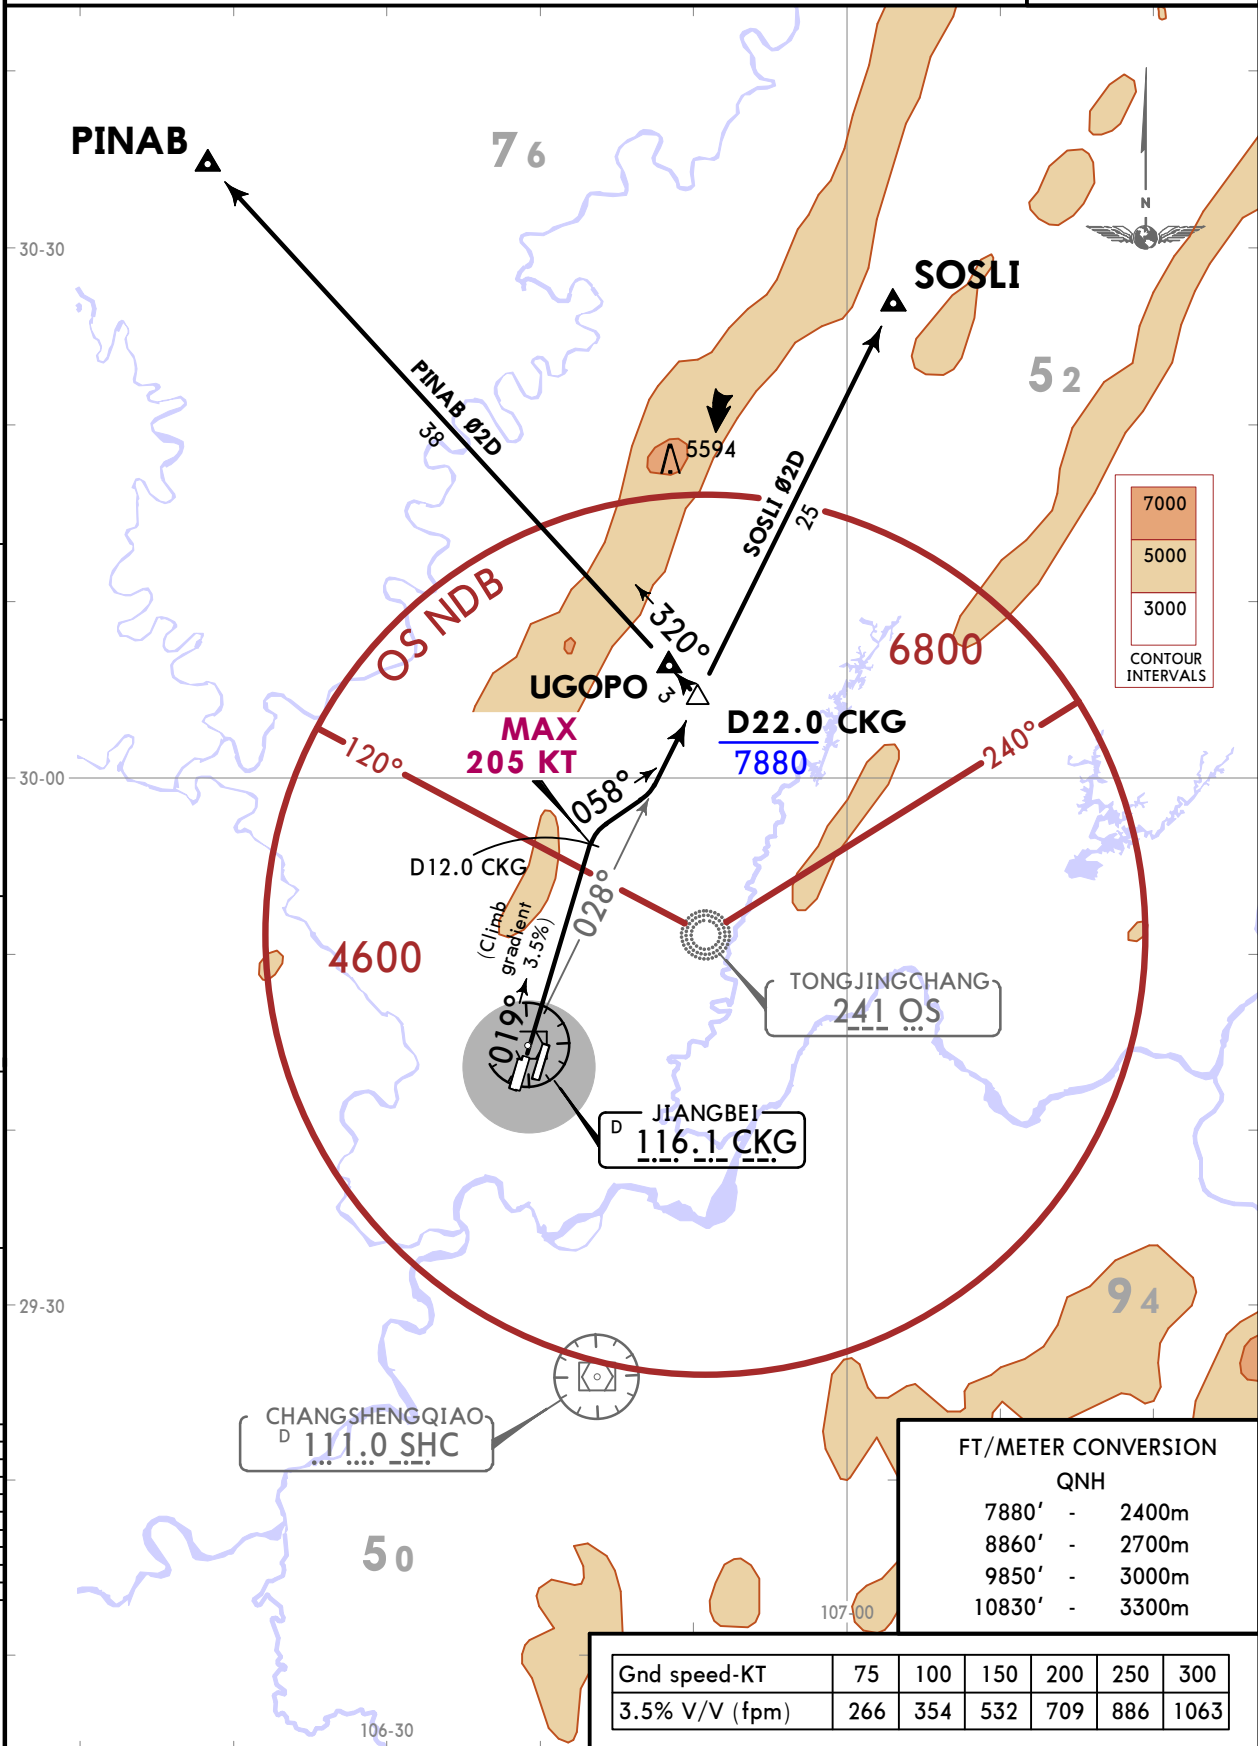 PINAB
76
N
30-30
SOSLI
52
PINAB Ø2D
38
5594
SOSLI Ø2D
25
7000
5000
3000
CONTOUR
INTERVALS
OS NDB
320°
6800
UGOPO
3
MAX
205 KT
D22.0 CKG
7880
120°
240°
30-00
058°
D12.0 CKG
028°
(Climb
gradient
3.5%)
4600
019°
TONGJINGCHANG
241 OS
JIANGBEI
D 116.1 CKG
29-30
94
CHANGSHENGQIAO
D 111.0 SHC
FT/METER CONVERSION
QNH
7880' - 2400m
8860' - 2700m
9850' - 3000m
10830' - 3300m
50
107-00
Gnd speed-KT 75 100 150 200 250 300
3.5% V/V (fpm) 266 354 532 709 886 1063
106-30